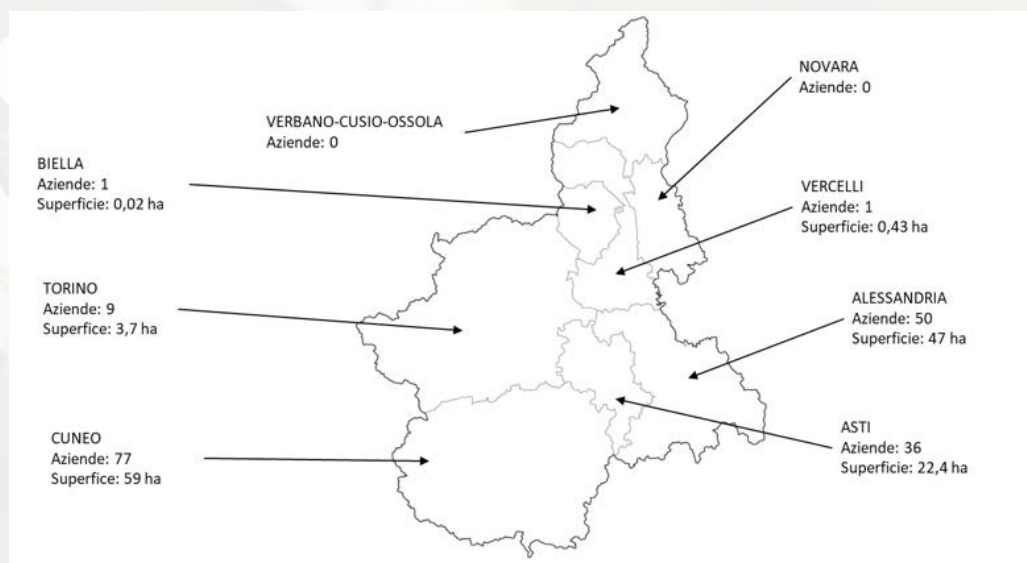 VERBANO-CUSIO-OSSOLA
Aziende: 0
NOVARA
Aziende: 0
BIELLA
Aziende: 1
Superficie: 0,02 ha
VERCELLI
Aziende: 1
Superficie: 0,43 ha
TORINO
Aziende: 9
Superfice: 3,7 ha
ALESSANDRIA
Aziende: 50
Superficie: 47 ha
CUNEO
Aziende: 77
Superfice: 59 ha
ASTI
Aziende: 36
Superficie: 22,4 ha